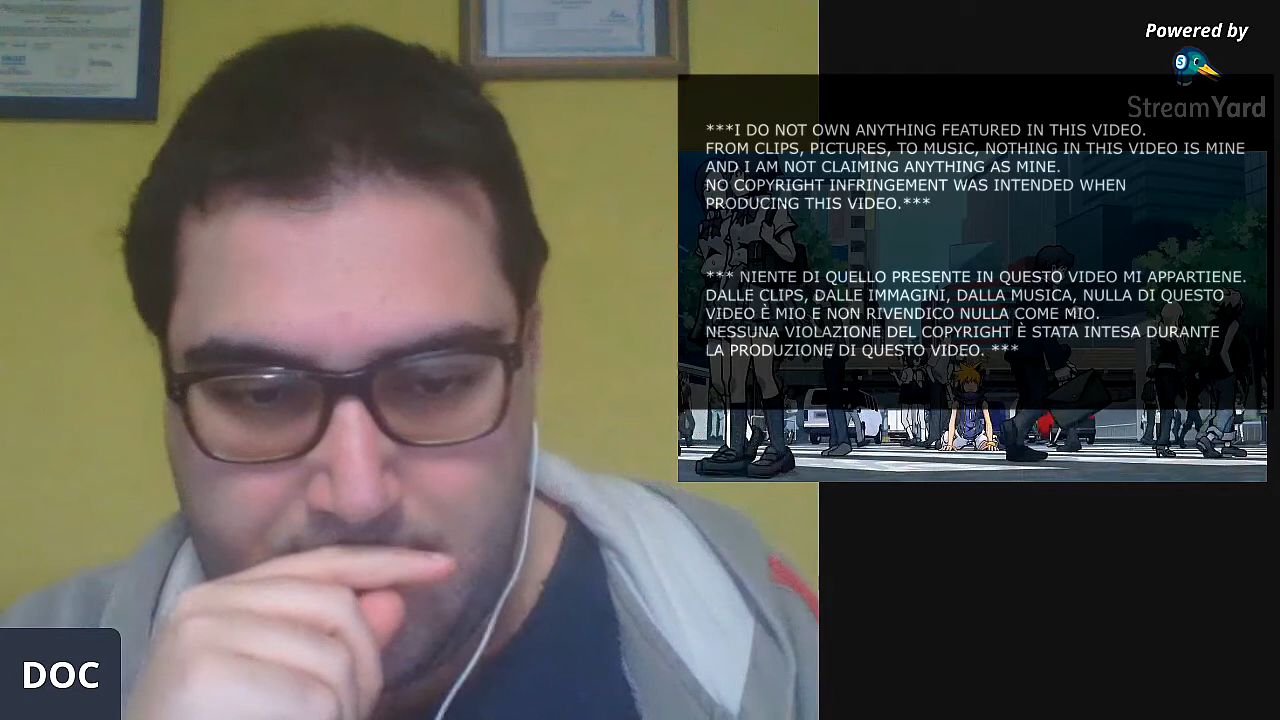 Powered by
StreamYard
***I DO NOT OWN ANYTHING FEATURED IN THIS VIDEO.
FROM CLIPS, PICTURES, TO MUSIC, NOTHING IN THIS VIDEO IS MINE
AND I AM NOT CLAIMING ANYTHING AS MINE.
NO COPYRIGHT INFRINGEMENT WAS INTENDED WHEN
PRODUCING THIS VIDEO.***
*** NIENTE DI QUELLO PRESENTE IN QUESTO VIDEO MI APPARTIENE.
DALLE CLIPS, DALLE IMMAGINI, DALLA MUSICA, NULLA DI QUESTO
VIDEO È MIO E NON RIVENDICO NULLA COME MIO.
NESSUNA VIOLAZIONE DEL COPYRIGHT È STATA INTESA DURANTE
LA PRODUZIONE DI QUESTO VIDEO. ***
DOC